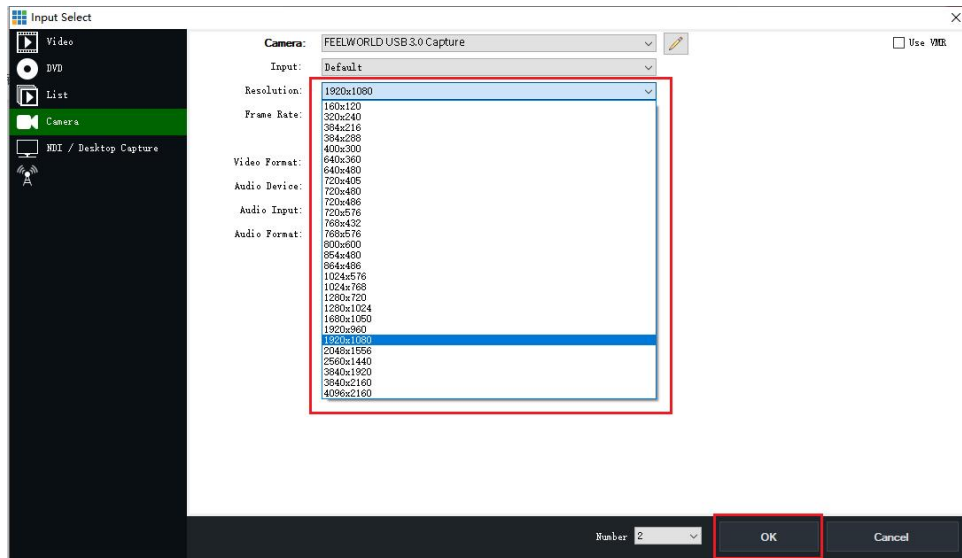 Input Select
Video
DVD
List
Camera
NDI / Desktop Capture
Camera: FEELWORLD USB 3.0 Capture
Use VMR
Input: Default
Resolution: 1920x1080
Frame Rate:
Video Format:
Audio Device:
Audio Input:
Audio Format:
160x120
320x240
384x216
384x288
400x300
640x360
640x480
720x405
720x480
720x486
720x576
768x432
768x576
800x600
854x480
864x486
1024x576
1024x768
1280x720
1280x1024
1680x1050
1920x960
1920x1080
2048x1556
2560x1440
3840x1920
3840x2160
4096x2160
Number 2
OK
Cancel